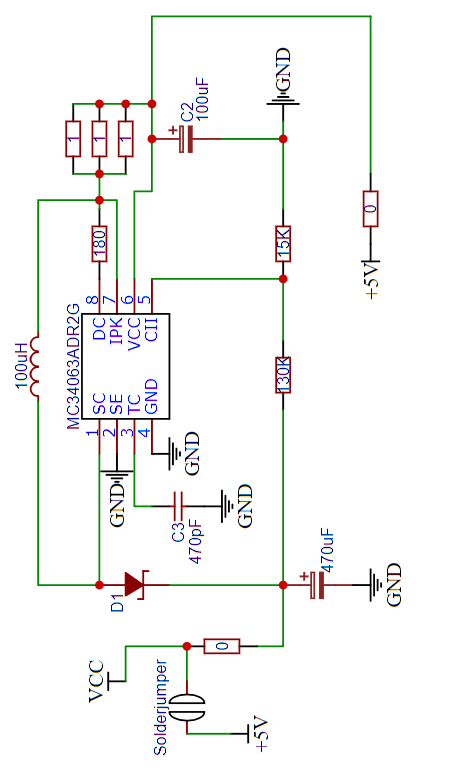 GND
C2
100uF
1
1
1
180
15K
0
+5V
8
7
6
5
DC
IPK
VCC
CII
100uH
MC34063ADR2G
130K
SC
SE
TC
GND
1
2
3
4
GND
GND
GND
C3
470pF
D1
470uF
GND
0
VCC
Solderjumper
+5V